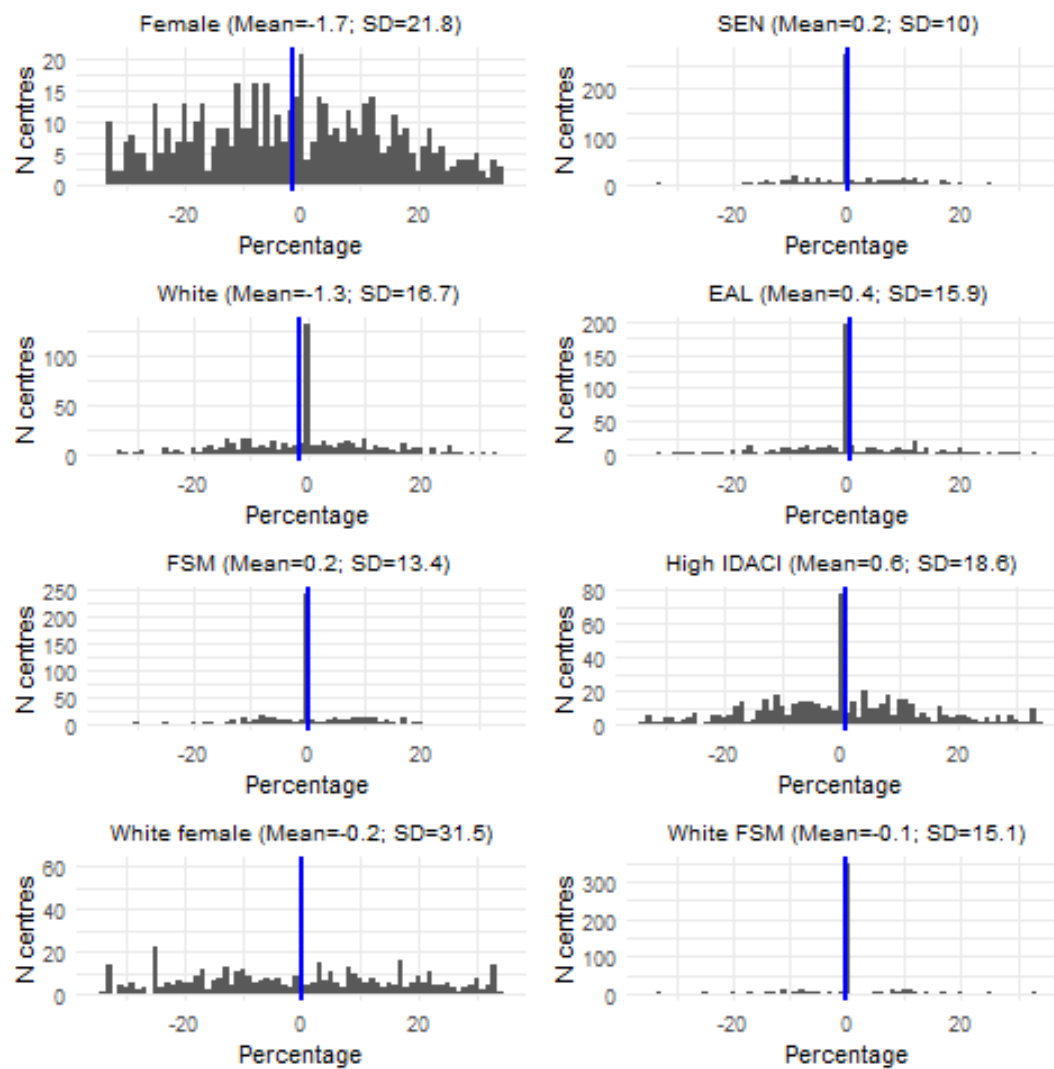 Female (Mean=-1.7; SD=21.8)
N centres
20
15
10
5
0
-20 0 20
Percentage
SEN (Mean=0.2; SD=10)
N centres
200
100
0
-20 0 20
Percentage
White (Mean=-1.3; SD=16.7)
N centres
100
50
0
-20 0 20
Percentage
EAL (Mean=0.4; SD=15.9)
N centres
200
150
100
50
0
-20 0 20
Percentage
FSM (Mean=0.2; SD=13.4)
N centres
250
200
150
100
50
0
-20 0 20
Percentage
High IDACI (Mean=0.6; SD=18.6)
N centres
80
60
40
20
0
-20 0 20
Percentage
White female (Mean=-0.2; SD=31.5)
N centres
60
40
20
0
-20 0 20
Percentage
White FSM (Mean=-0.1; SD=15.1)
N centres
300
200
100
0
-20 0 20
Percentage